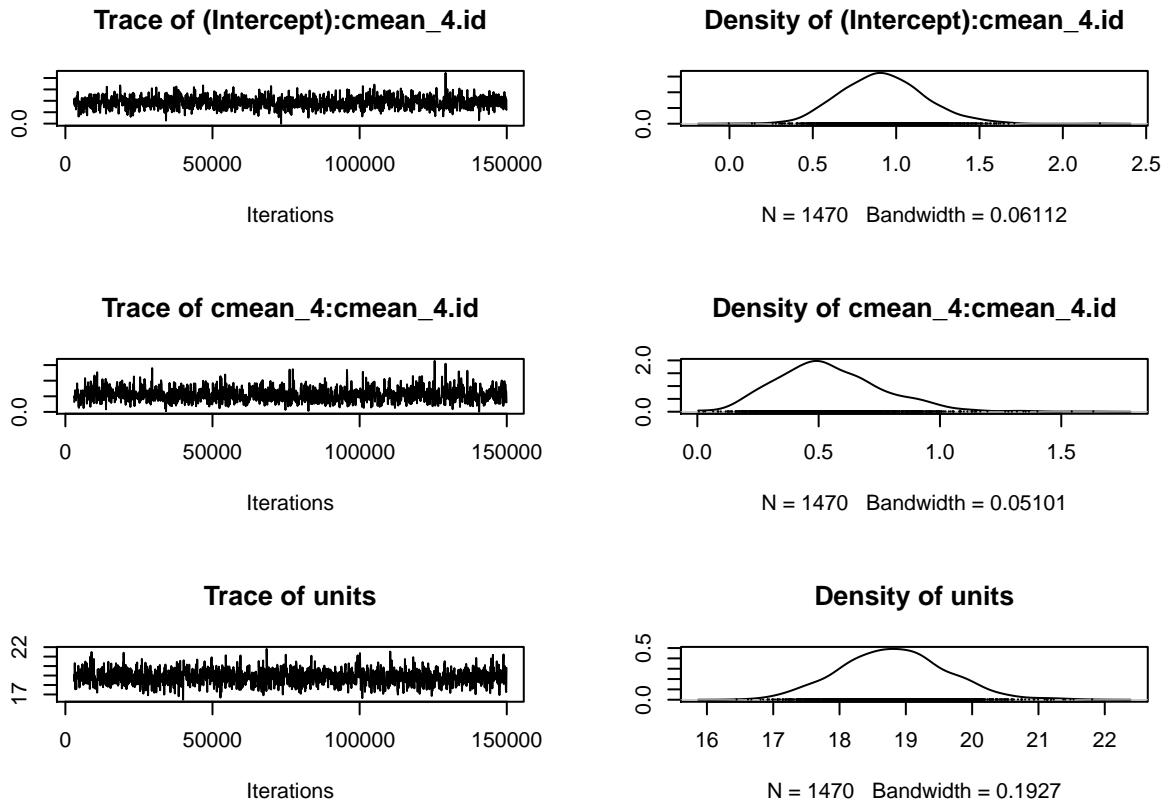 Trace of (Intercept):cmean_4.id
0.0
0 50000 100000 150000
Iterations
Density of (Intercept):cmean_4.id
0.0
0.0 0.5 1.0 1.5 2.0 2.5
N = 1470 Bandwidth = 0.06112
Trace of cmean_4:cmean_4.id
0.0
0 50000 100000 150000
Iterations
Density of cmean_4:cmean_4.id
2.0
0.0
0.0 0.5 1.0 1.5
N = 1470 Bandwidth = 0.05101
Trace of units
22
17
0 50000 100000 150000
Iterations
Density of units
0.5
0.0
16 17 18 19 20 21 22
N = 1470 Bandwidth = 0.1927